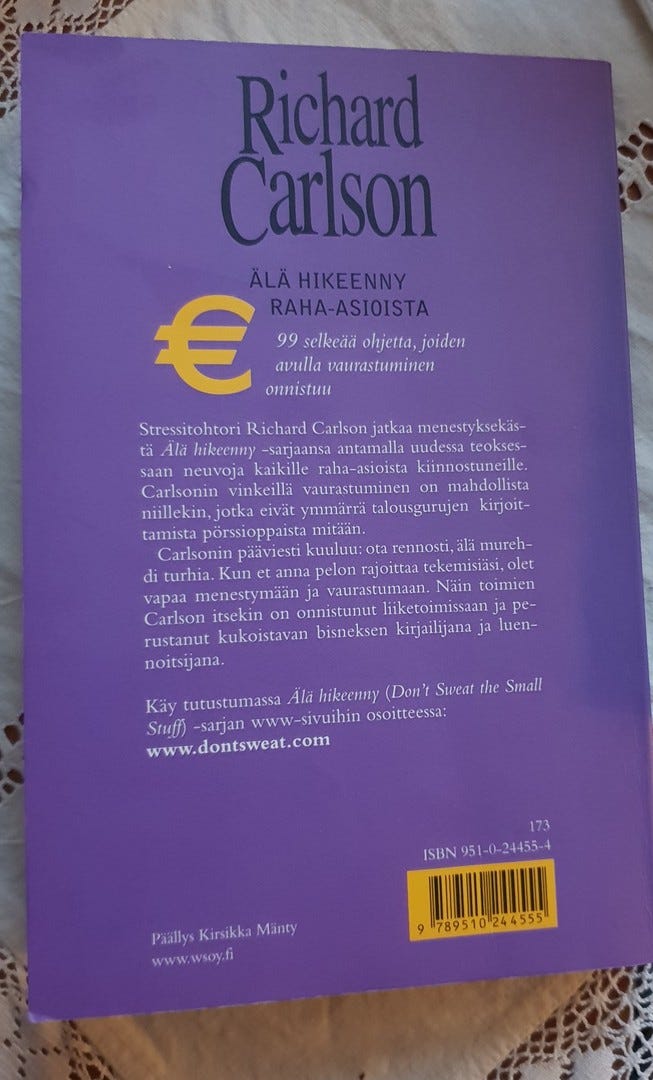 Richard
Carlson
ÄLÄ HIKEENNY
RAHA-ASIOISTA
€
99 selkeää ohjetta, joiden
avulla vaurastuminen
onnistuu
Stressitohtori Richard Carlson jatkaa menestyksekäs-
tä Älä hikeenny -sarjaansa antamalla uudessa teokses-
saan neuvoja kaikille raha-asioista kiinnostuneille.
Carlsonin vinkeillä vaurastuminen on mahdollista
niillekin, jotka eivät ymmärrä talousgurujen kirjoit-
tamista pörssioppaista mitään.
Carlsonin pääviesti kuuluu: ota rennosti, älä mureh-
di turhia. Kun et anna pelon rajoittaa tekemisiäsi, olet
vapaa menestymään ja vaurastumaan. Näin toimien
Carlson itsekin on onnistunut liiketoimissaan ja pe-
rustanut kukoistavan bisneksen kirjailijana ja luen-
noitsijana.
Käy tutustumassa Älä hikeenny (Don't Sweat the Small
Stuff) -sarjan www-sivuihin osoitteessa:
www.dontsweat.com
173
ISBN 951-0-24455-4
9 789510 244555
Päällys Kirsikka Mänty
www.wsoy.fi